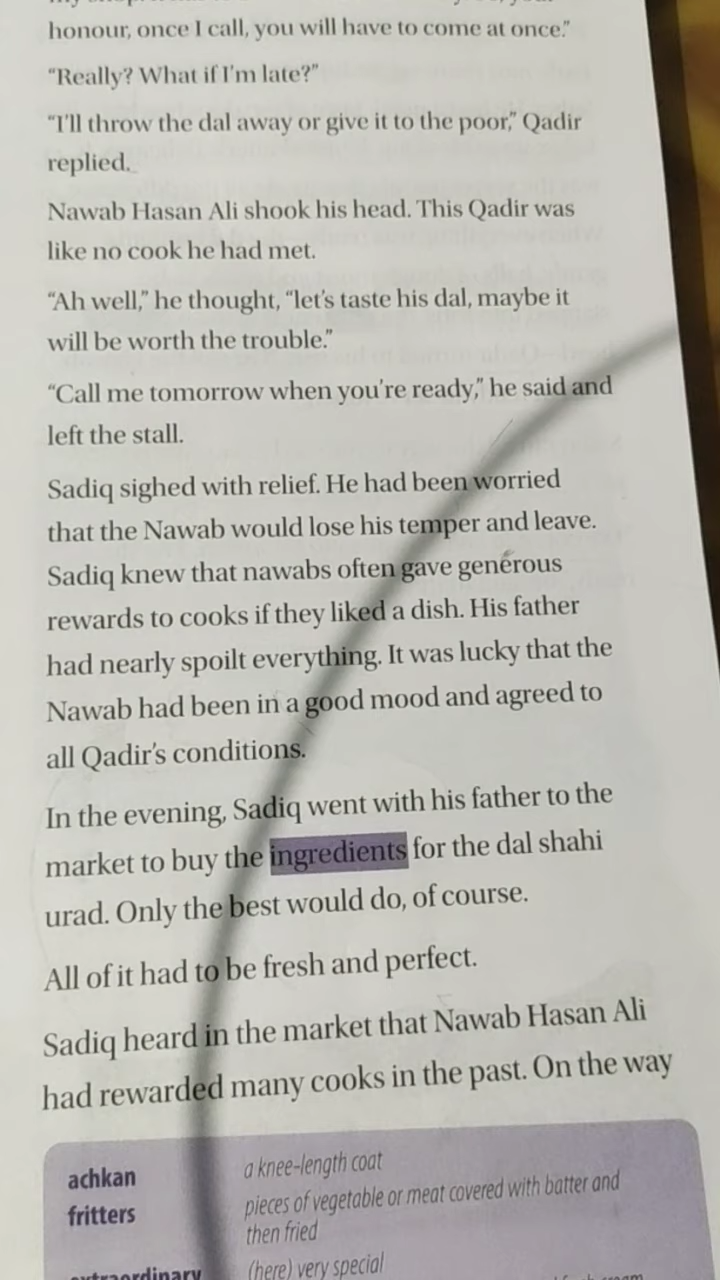 honour, once I call, you will have to come at once."
"Really? What if I'm late?"
"I'll throw the dal away or give it to the poor," Qadir
replied.
Nawab Hasan Ali shook his head. This Qadir was
like no cook he had met.
"Ah well," he thought, "let's taste his dal, maybe it
will be worth the trouble."
"Call me tomorrow when you're ready," he said and
left the stall.
Sadiq sighed with relief. He had been worried
that the Nawab would lose his temper and leave.
Sadiq knew that nawabs often gave generous
rewards to cooks if they liked a dish. His father
had nearly spoilt everything. It was lucky that the
Nawab had been in a good mood and agreed to
all Qadir's conditions.
In the evening, Sadiq went with his father to the
market to buy the ingredients for the dal shahi
urad. Only the best would do, of course.
All of it had to be fresh and perfect.
Sadiq heard in the market that Nawab Hasan Ali
had rewarded many cooks in the past. On the way
achkan a knee-length coat
fritters pieces of vegetable or meat covered with batter and
then fried
extraordinary (here) very special